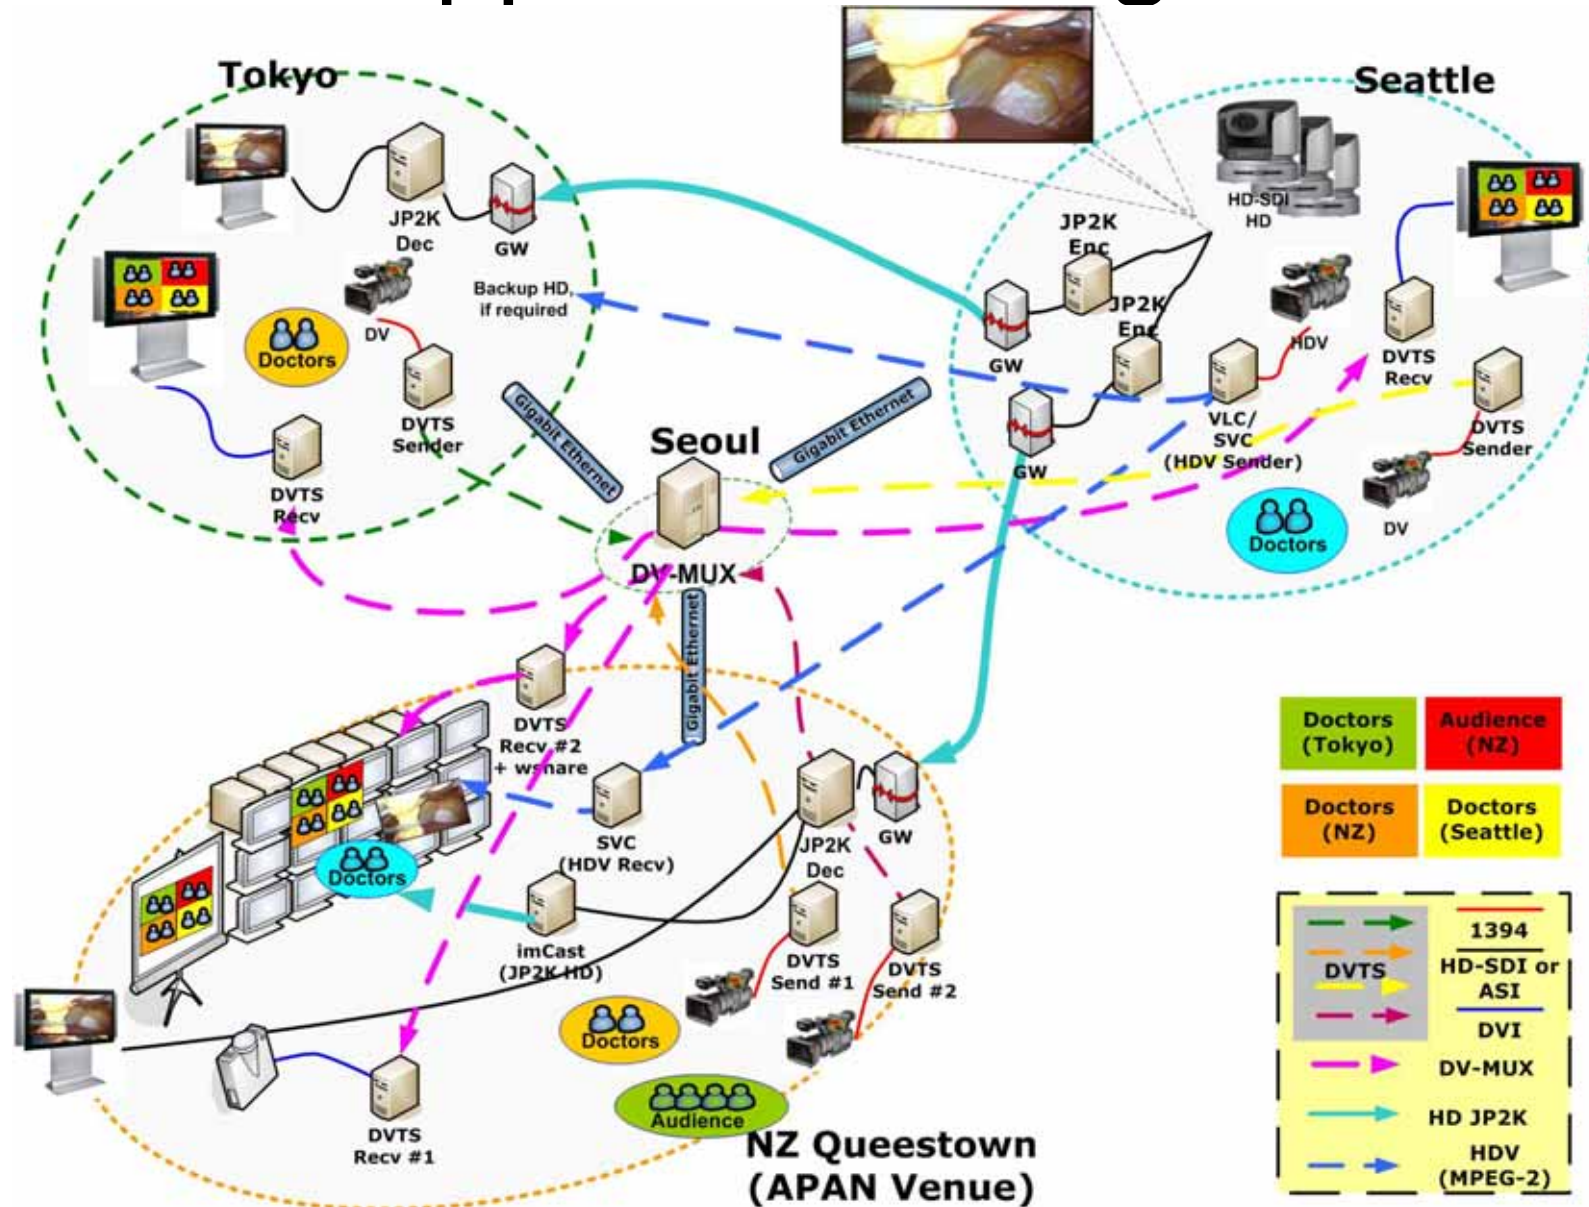 Tokyo
Seattle
JP2K
Dec
GW
HD-SDI
HD
JP2K
Enc
JP2K
Enc
Backup HD,
if required
DV
Doctors
DVTS
Sender
GW
HDV
DVTS
Recv
GW
VLC/
SVC
(HDV Sender)
DVTS
Sender
DV
Doctors
Gigabit Ethernet
Gigabit Ethernet
Seoul
DV-MUX
DVTS
Recv
Gigabit Ethernet
DVTS
Recv #2
+ wshare
SVC
(HDV Recv)
JP2K
Dec
GW
Doctors
imCast
(JP2K-HD)
DVTS
Send #1
DVTS
Send #2
Doctors
Audience
DVTS
Recv #1
NZ Queestown
(APAN Venue)
Doctors
(Tokyo)
Audience
(NZ)
Doctors
(NZ)
Doctors
(Seattle)
DVTS
1394
HD-SDI or
ASI
DVI
DV-MUX
HD JP2K
HDV
(MPEG-2)